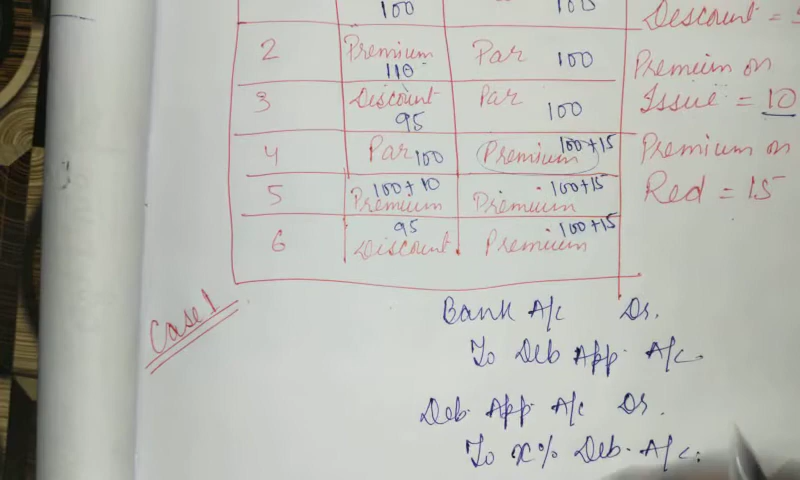 100 100
Discount =
2 Premium 110 Par 100
Premium on
3 Discount 95 Par 100
Issue = 10
4 Par 100 Premium 100+15
Premium on
5 100+10 Premium 100+15 Premium
Red = 15
6 95 Discount 100+15 Premium
Case 1
Bank A/c Dr.
To Deb App. A/c.
Deb. App. A/c Dr.
To x% Deb. A/c.